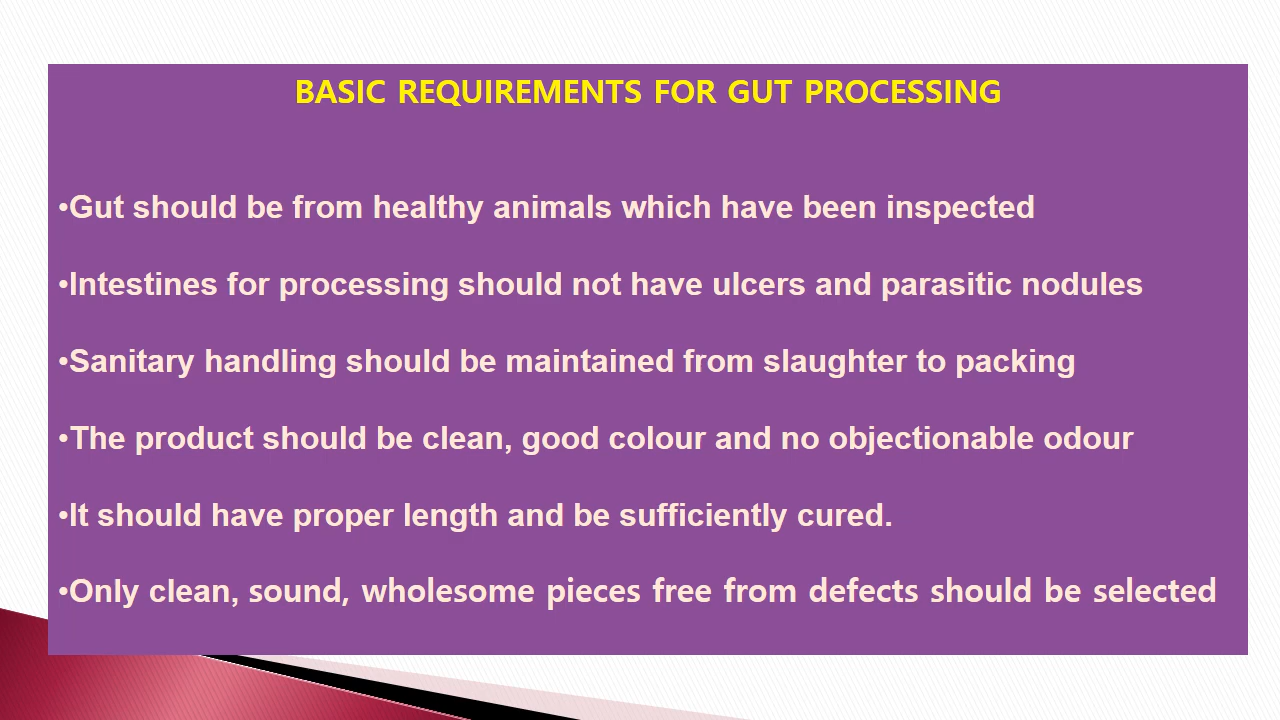 BASIC REQUIREMENTS FOR GUT PROCESSING
•Gut should be from healthy animals which have been inspected
•Intestines for processing should not have ulcers and parasitic nodules
•Sanitary handling should be maintained from slaughter to packing
•The product should be clean, good colour and no objectionable odour
•It should have proper length and be sufficiently cured.
•Only clean, sound, wholesome pieces free from defects should be selected